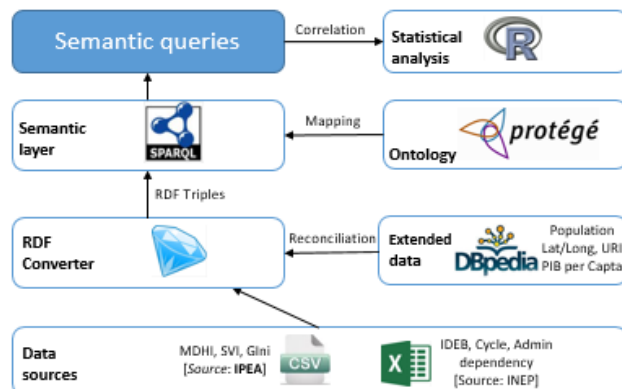 Semantic queries
Correlation
Statistical
analysis
R
Semantic
layer
SPARQL
Mapping
Ontology
protégé
RDF Triples
RDF
Converter
Reconciliation
Extended
data
DBpedia
Population
Lat/Long, URI
PIB per Capta
Data
sources
MDHI, SVI, GIni
[Source: IPEA]
CSV
X
IDEB, Cycle, Admin
dependency
[Source: INEP]